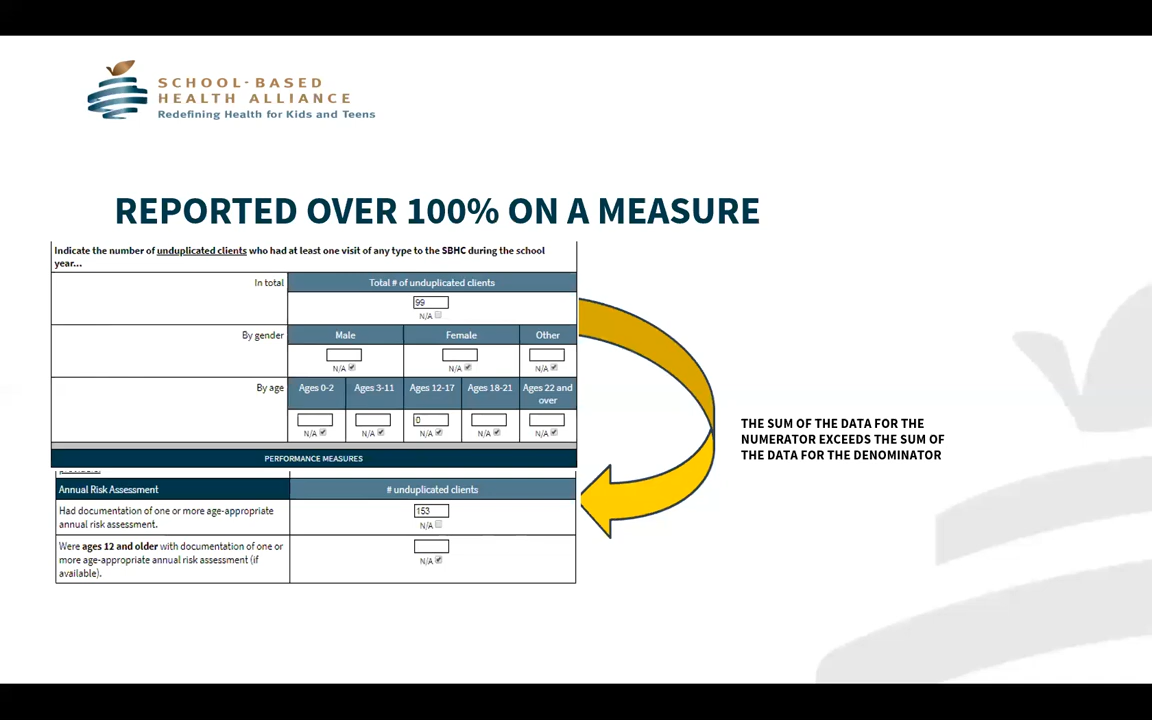 SCHOOL-BASED
HEALTH ALLIANCE
Redefining Health for Kids and Teens
REPORTED OVER 100% ON A MEASURE
Indicate the number of unduplicated clients who had at least one visit of any type to the SBHC during the school
year...
In total
Total # of unduplicated clients
99
N/A
By gender
Male
Female
Other
N/A
N/A
N/A
By age
Ages 0-2
Ages 3-11
Ages 12-17
Ages 18-21
Ages 22 and
over
0
N/A
N/A
N/A
N/A
N/A
PERFORMANCE MEASURES
Annual Risk Assessment
# unduplicated clients
Had documentation of one or more age-appropriate
annual risk assessment.
153
N/A
Were ages 12 and older with documentation of one or
more age-appropriate annual risk assessment (if
available).
N/A
THE SUM OF THE DATA FOR THE
NUMERATOR EXCEEDS THE SUM OF
THE DATA FOR THE DENOMINATOR